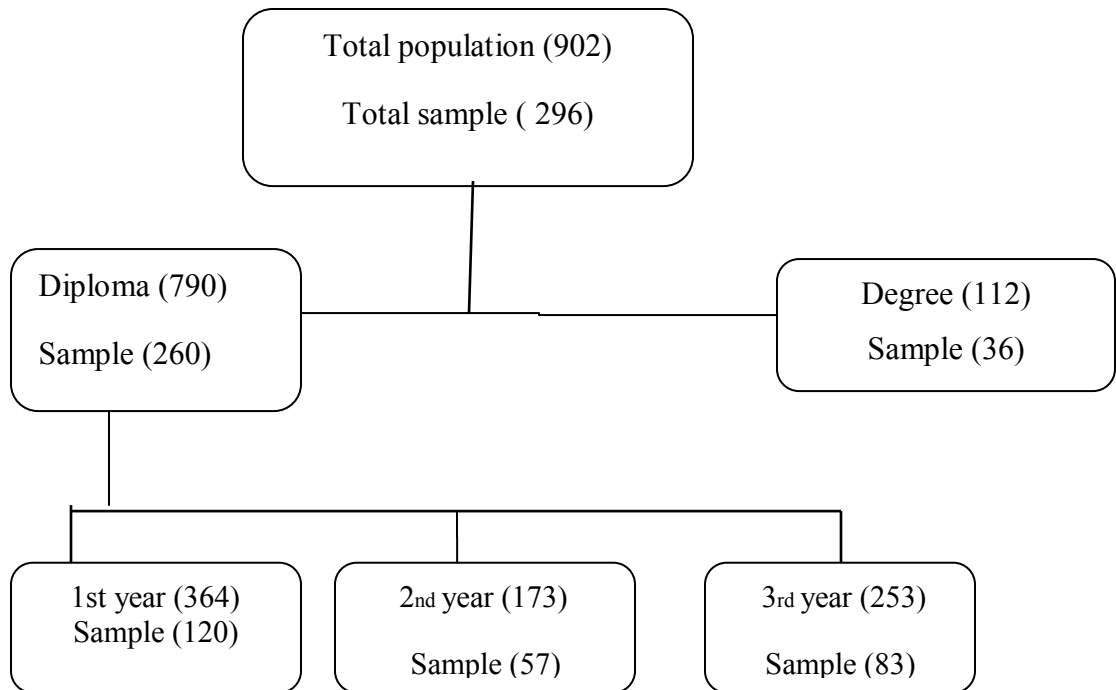 Total population (902)
Total sample ( 296)
Diploma (790)
Sample (260)
Degree (112)
Sample (36)
1st year (364)
Sample (120)
2nd year (173)
Sample (57)
3rd year (253)
Sample (83)